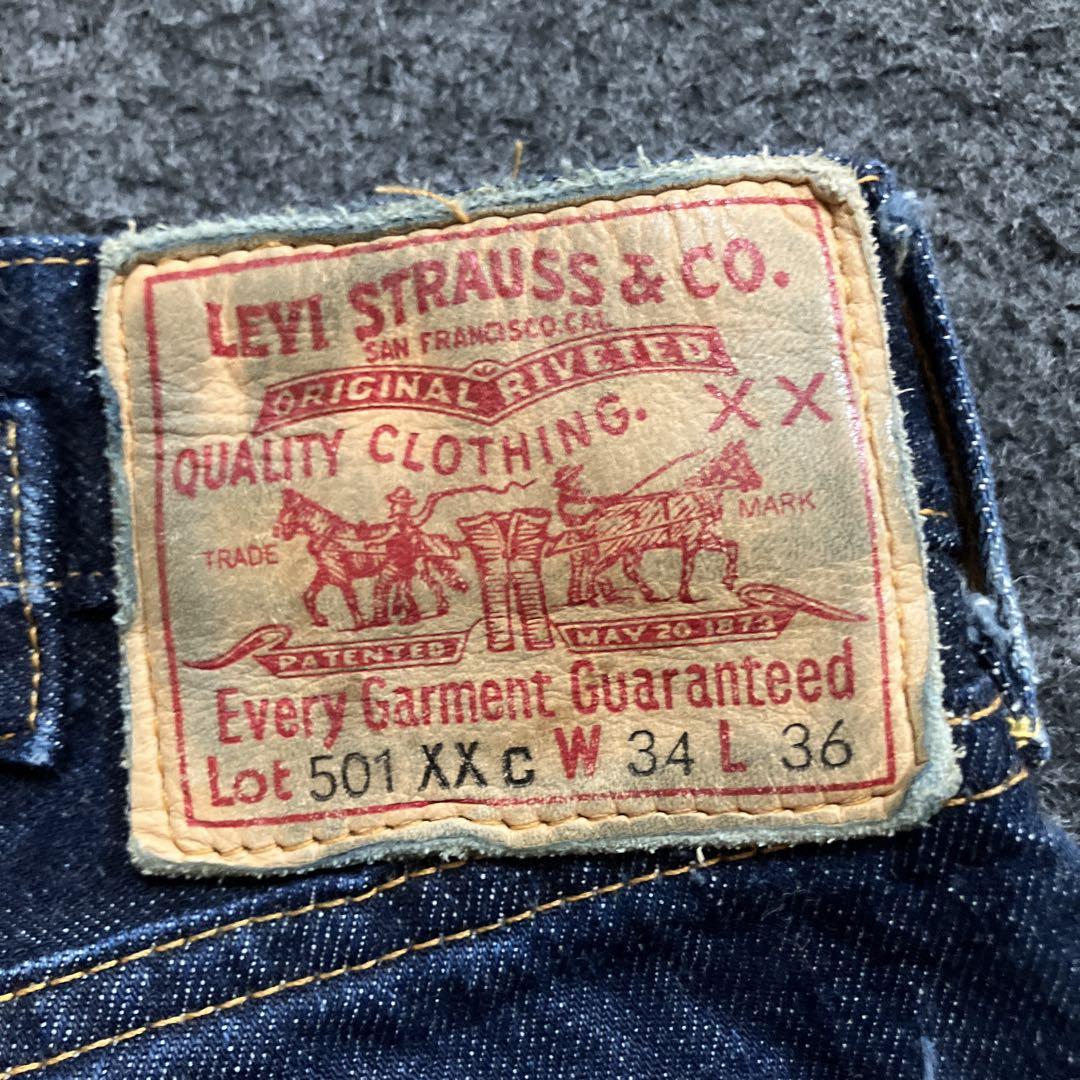 LEVI STRAUSS & CO.
SAN FRANCISCO.CAL.
ORIGINAL RIVETED
XX
QUALITY CLOTHING.
TRADE MARK
PATENTED MAY 20 1873
Every Garment Guaranteed
Lot 501 XX C W 34 L 36